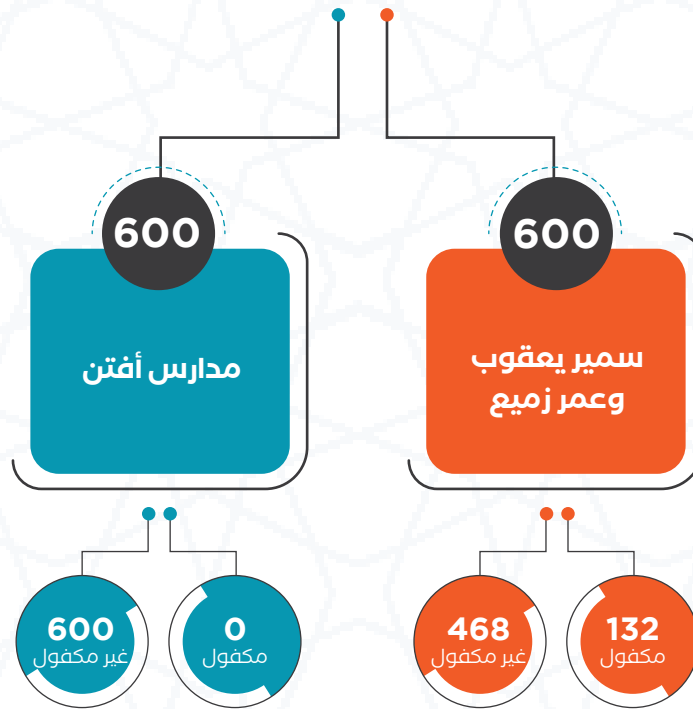 600
سمير يعقوب
وعمر زميع
132
مكفول
468
غير مكفول
600
مدارس أفتن
0
مكفول
600
غير مكفول